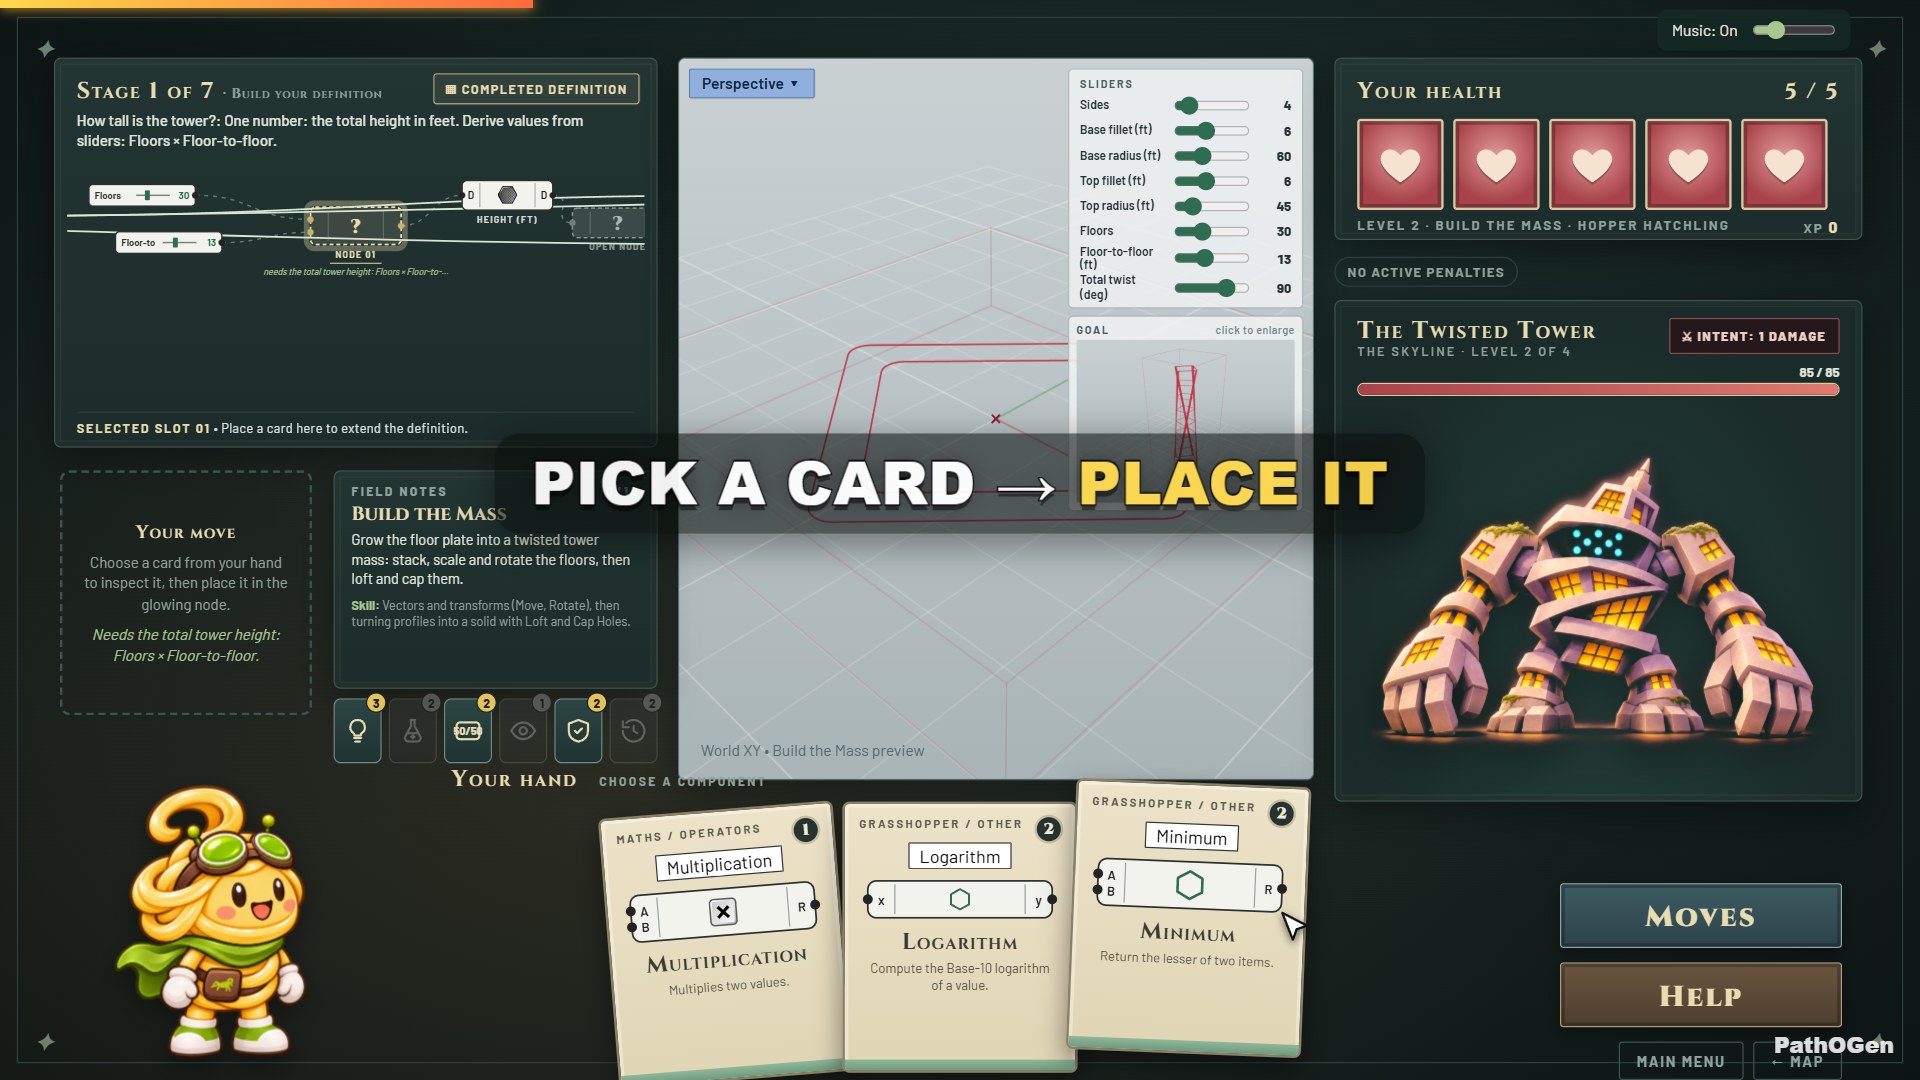 Music: On
STAGE 1 OF 7 · BUILD YOUR DEFINITION
COMPLETED DEFINITION
How tall is the tower?: One number: the total height in feet. Derive values from
sliders: Floors × Floor-to-floor.
Floors 30
Floor-to 13
?
NODE 01
needs the total tower height: Floors × Floor-to-...
D D
HEIGHT (FT)
?
OPEN NODE
SELECTED SLOT 01 • Place a card here to extend the definition.
YOUR MOVE
Choose a card from your hand
to inspect it, then place it in the
glowing node.
Needs the total tower height:
Floors × Floor-to-floor.
FIELD NOTES
BUILD THE MASS
Grow the floor plate into a twisted tower
mass: stack, scale and rotate the floors, then
loft and cap them.
Skill: Vectors and transforms (Move, Rotate), then
turning profiles into a solid with Loft and Cap Holes.
3
2
50/50 2
1
2
2
Perspective ▼
SLIDERS
Sides 4
Base fillet (ft) 6
Base radius (ft) 60
Top fillet (ft) 6
Top radius (ft) 45
Floors 30
Floor-to-floor
(ft) 13
Total twist
(deg) 90
GOAL click to enlarge
PICK A CARD → PLACE IT
World XY • Build the Mass preview
YOUR HEALTH 5 / 5
LEVEL 2 · BUILD THE MASS · HOPPER HATCHLING XP 0
NO ACTIVE PENALTIES
THE TWISTED TOWER
THE SKYLINE · LEVEL 2 OF 4
INTENT: 1 DAMAGE
85 / 85
YOUR HAND CHOOSE A COMPONENT
MATHS / OPERATORS 1
Multiplication
A
B
R
MULTIPLICATION
Multiplies two values.
GRASSHOPPER / OTHER 2
Logarithm
x y
LOGARITHM
Compute the Base-10 logarithm
of a value.
GRASSHOPPER / OTHER 2
Minimum
A
B
R
MINIMUM
Return the lesser of two items.
MOVES
HELP
MAIN MENU
← MAP
PathOGen